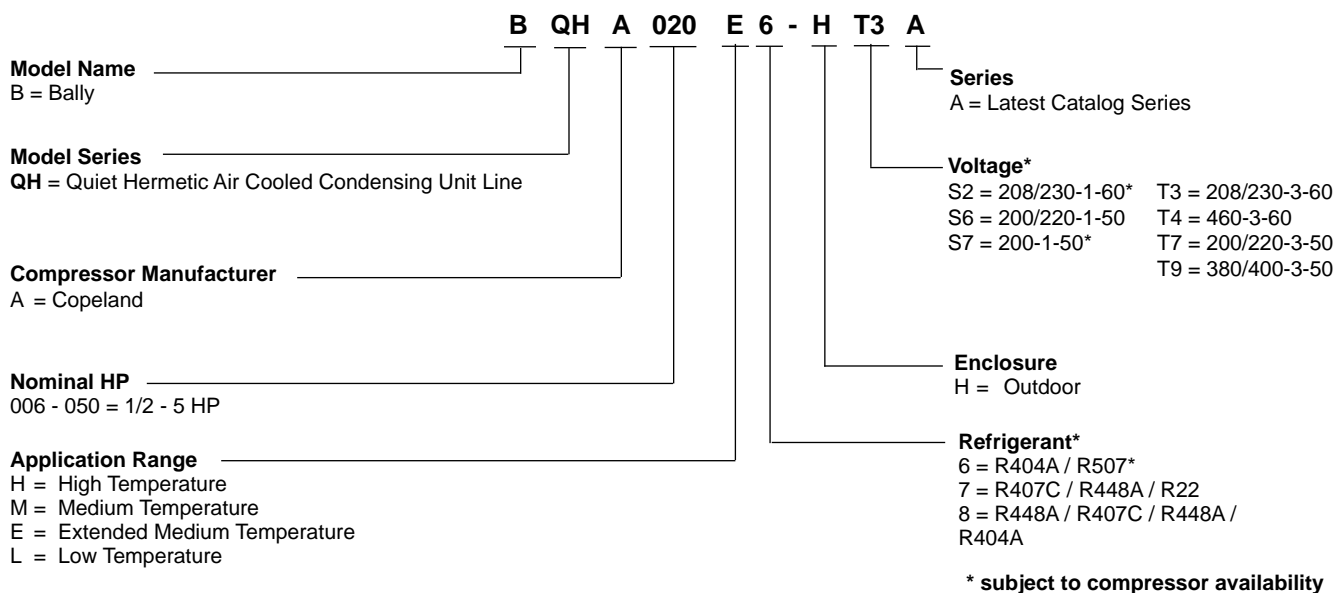 B QH A 020 E 6 - H T3 A
Model Name
B = Bally
Model Series
QH = Quiet Hermetic Air Cooled Condensing Unit Line
Compressor Manufacturer
A = Copeland
Nominal HP
006 - 050 = 1/2 - 5 HP
Application Range
H = High Temperature
M = Medium Temperature
E = Extended Medium Temperature
L = Low Temperature
Series
A = Latest Catalog Series
Voltage*
S2 = 208/230-1-60* T3 = 208/230-3-60
S6 = 200/220-1-50 T4 = 460-3-60
S7 = 200-1-50* T7 = 200/220-3-50
T9 = 380/400-3-50
Enclosure
H = Outdoor
Refrigerant*
6 = R404A / R507*
7 = R407C / R448A / R22
8 = R448A / R407C / R448A /
R404A
* subject to compressor availability